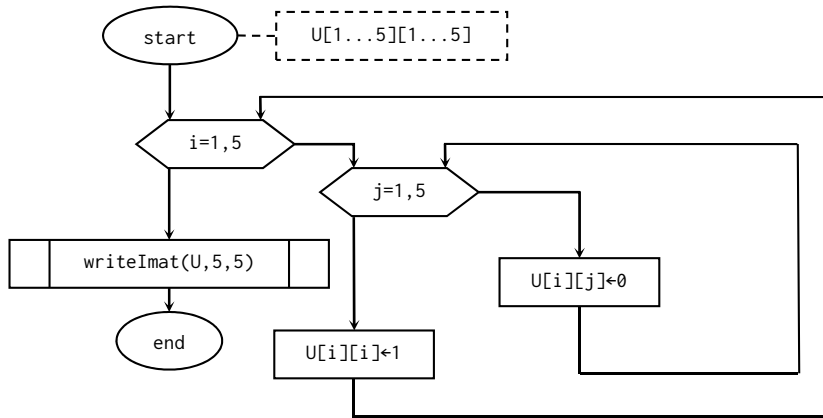 start
U[1...5][1...5]
i=1,5
j=1,5
writeImat(U,5,5)
U[i][j]←0
end
U[i][i]←1